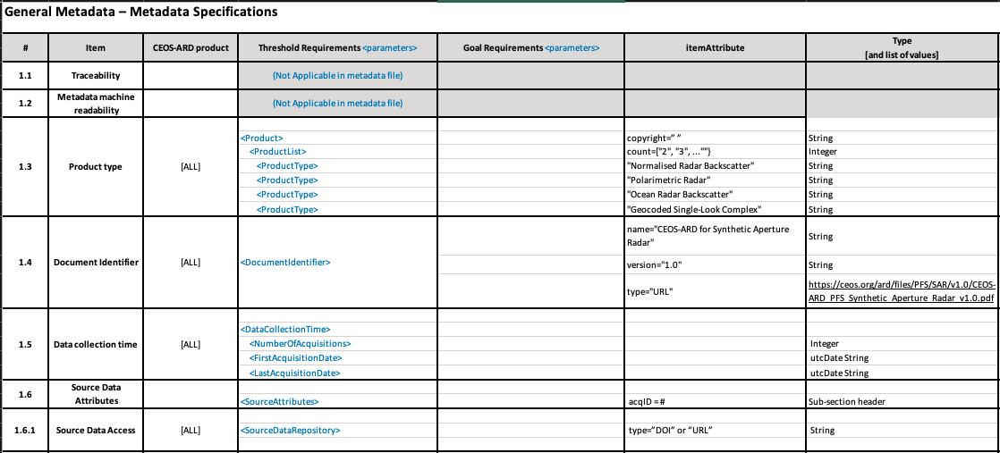 General Metadata – Metadata Specifications
# Item CEOS-ARD product Threshold Requirements <parameters> Goal Requirements <parameters> itemAttribute Type
[and list of values]
1.1 Traceability (Not Applicable in metadata file)
1.2 Metadata machine
readability (Not Applicable in metadata file)
1.3 Product type [ALL]
<Product> copyright=" " String
<ProductList> count=["2", "3", ...""} Integer
<ProductType> "Normalised Radar Backscatter" String
<ProductType> "Polarimetric Radar" String
<ProductType> "Ocean Radar Backscatter" String
<ProductType> "Geocoded Single-Look Complex" String
1.4 Document Identifier [ALL] <DocumentIdentifier>
name="CEOS-ARD for Synthetic Aperture
Radar" String
version="1.0" String
type="URL" https://ceos.org/ard/files/PFS/SAR/v1.0/CEOS-
ARD_PFS_Synthetic_Aperture_Radar_v1.0.pdf
1.5 Data collection time [ALL]
<DataCollectionTime>
<NumberOfAcquisitions> Integer
<FirstAcquisitionDate> utcDate String
<LastAcquisitionDate> utcDate String
1.6 Source Data
Attributes
<SourceAttributes> acqID = # Sub-section header
1.6.1 Source Data Access [ALL] <SourceDataRepository> type=”DOI” or “URL” String